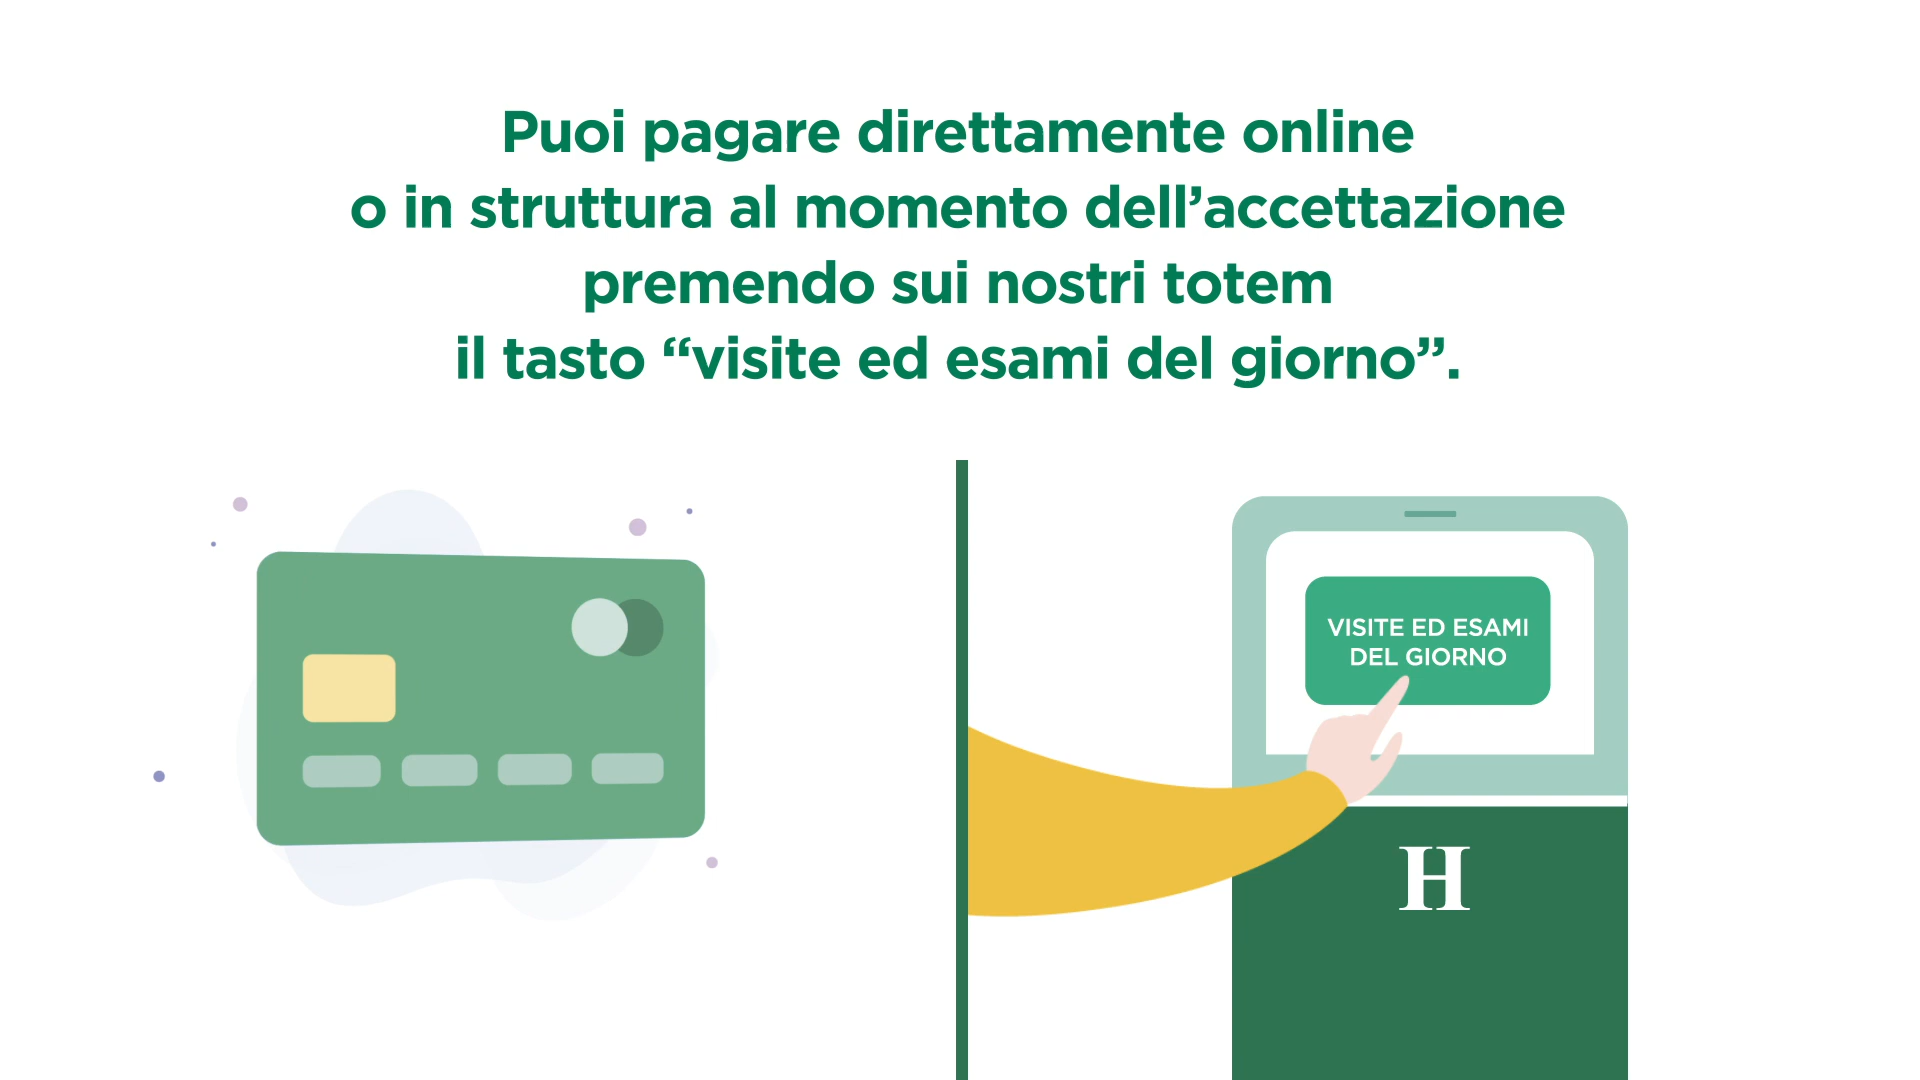 Puoi pagare direttamente online
o in struttura al momento dell’accettazione
premendo sui nostri totem
il tasto “visite ed esami del giorno”.
VISITE ED ESAMI
DEL GIORNO
H